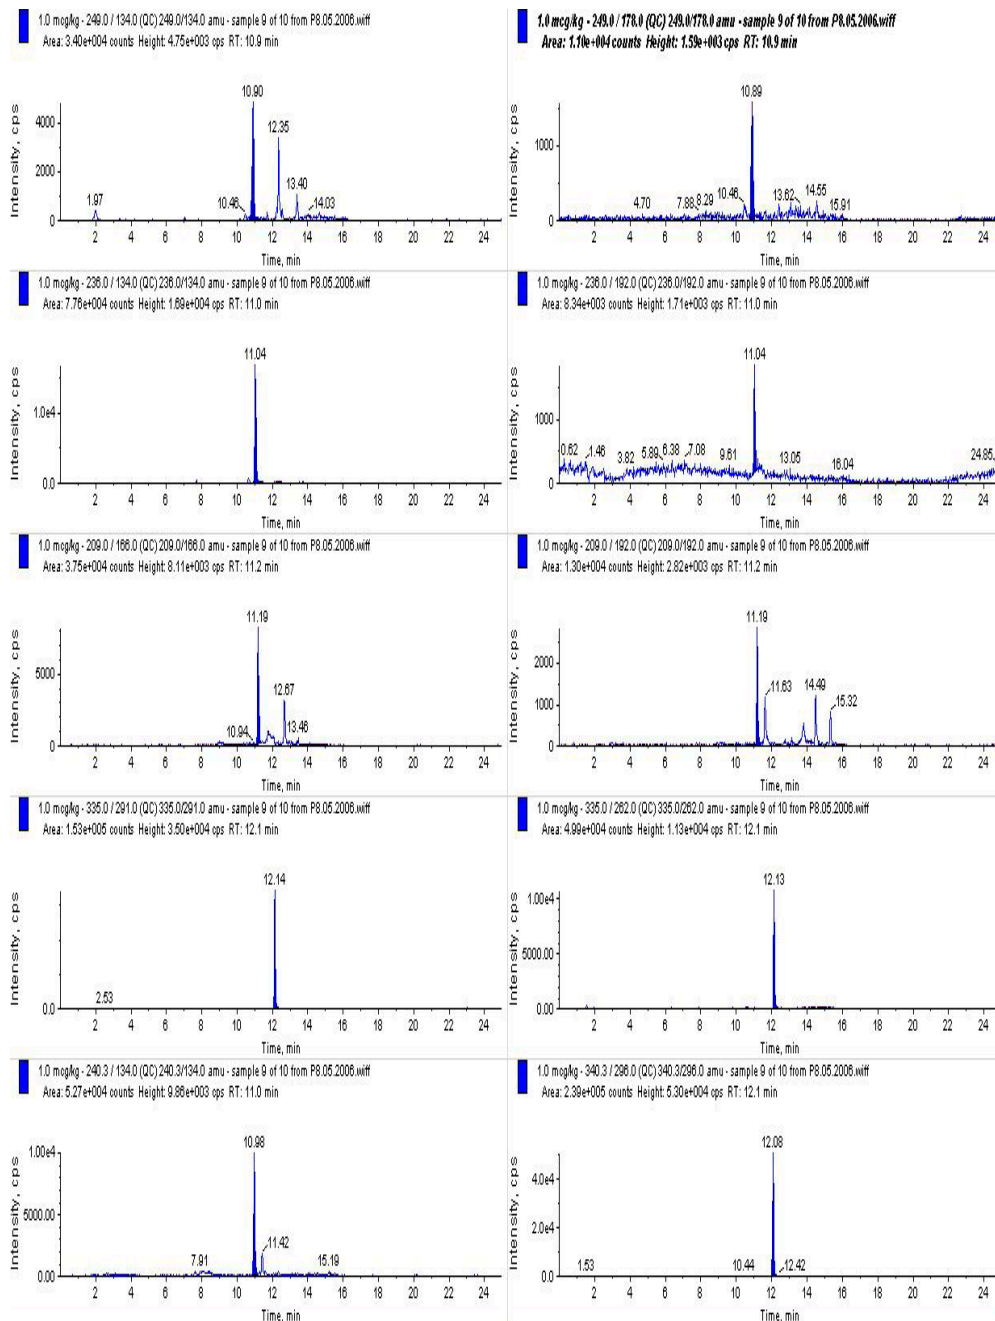 1.0 mcg/kg - 249.0 / 134.0 (QC) 249.0/134.0 amu - sample 9 of 10 from P8.05.2006.wiff
Area: 3.40e+004 counts Height: 4.75e+003 cps RT: 10.9 min
Intensity, cps
4000
2000
0
1.97
10.46
10.90
12.35
13.40
14.03
2 4 6 8 10 12 14 16 18 20 22 24
Time, min
1.0 mcg/kg - 249.0 / 178.0 (QC) 249.0/178.0 amu - sample 9 of 10 from P8.05.2006.wiff
Area: 1.10e+004 counts Height: 1.59e+003 cps RT: 10.9 min
Intensity, cps
1000
0
4.70
7.88
8.29
10.46
10.89
13.62
14.55
15.91
2 4 6 8 10 12 14 16 18 20 22 24
Time, min
1.0 mcg/kg - 236.0 / 134.0 (QC) 236.0/134.0 amu - sample 9 of 10 from P8.05.2006.wiff
Area: 7.76e+004 counts Height: 1.69e+004 cps RT: 11.0 min
Intensity, cps
1.0e4
0.0
11.04
2 4 6 8 10 12 14 16 18 20 22 24
Time, min
1.0 mcg/kg - 236.0 / 192.0 (QC) 236.0/192.0 amu - sample 9 of 10 from P8.05.2006.wiff
Area: 8.34e+003 counts Height: 1.71e+003 cps RT: 11.0 min
Intensity, cps
1000
0
0.62
1.46
3.82
5.89
6.38
7.08
9.61
11.04
13.05
16.04
24.85
2 4 6 8 10 12 14 16 18 20 22 24
Time, min
1.0 mcg/kg - 209.0 / 166.0 (QC) 209.0/166.0 amu - sample 9 of 10 from P8.05.2006.wiff
Area: 3.75e+004 counts Height: 8.11e+003 cps RT: 11.2 min
Intensity, cps
5000
0
10.94
11.19
12.67
13.46
2 4 6 8 10 12 14 16 18 20 22 24
Time, min
1.0 mcg/kg - 209.0 / 192.0 (QC) 209.0/192.0 amu - sample 9 of 10 from P8.05.2006.wiff
Area: 1.30e+004 counts Height: 2.82e+003 cps RT: 11.2 min
Intensity, cps
2000
1000
0
11.19
11.63
14.49
15.32
2 4 6 8 10 12 14 16 18 20 22 24
Time, min
1.0 mcg/kg - 335.0 / 291.0 (QC) 335.0/291.0 amu - sample 9 of 10 from P8.05.2006.wiff
Area: 1.53e+005 counts Height: 3.50e+004 cps RT: 12.1 min
Intensity, cps
0.0
2.53
12.14
2 4 6 8 10 12 14 16 18 20 22 24
Time, min
1.0 mcg/kg - 335.0 / 262.0 (QC) 335.0/262.0 amu - sample 9 of 10 from P8.05.2006.wiff
Area: 4.99e+004 counts Height: 1.13e+004 cps RT: 12.1 min
Intensity, cps
1.00e4
5000.00
0.00
12.13
2 4 6 8 10 12 14 16 18 20 22 24
Time, min
1.0 mcg/kg - 240.3 / 134.0 (QC) 240.3/134.0 amu - sample 9 of 10 from P8.05.2006.wiff
Area: 5.27e+004 counts Height: 9.86e+003 cps RT: 11.0 min
Intensity, cps
1.00e4
5000.00
0.00
7.91
10.98
11.42
15.19
2 4 6 8 10 12 14 16 18 20 22 24
Time, min
1.0 mcg/kg - 340.3 / 296.0 (QC) 340.3/296.0 amu - sample 9 of 10 from P8.05.2006.wiff
Area: 2.39e+005 counts Height: 5.30e+004 cps RT: 12.1 min
Intensity, cps
4.0e4
2.0e4
0.0
1.53
10.44
12.08
12.42
2 4 6 8 10 12 14 16 18 20 22 24
Time, min